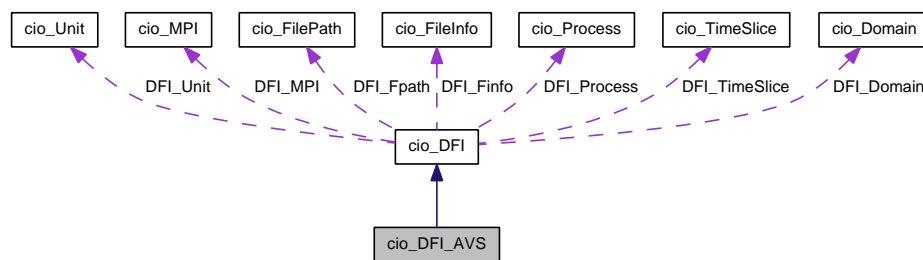 cio_Unit cio_MPI cio_FilePath cio_FileInfo cio_Process cio_TimeSlice cio_Domain
DFI_Unit DFI_MPI DFI_Fpath DFI_Finfo DFI_Process DFI_TimeSlice DFI_Domain
cio_DFI
cio_DFI_AVS